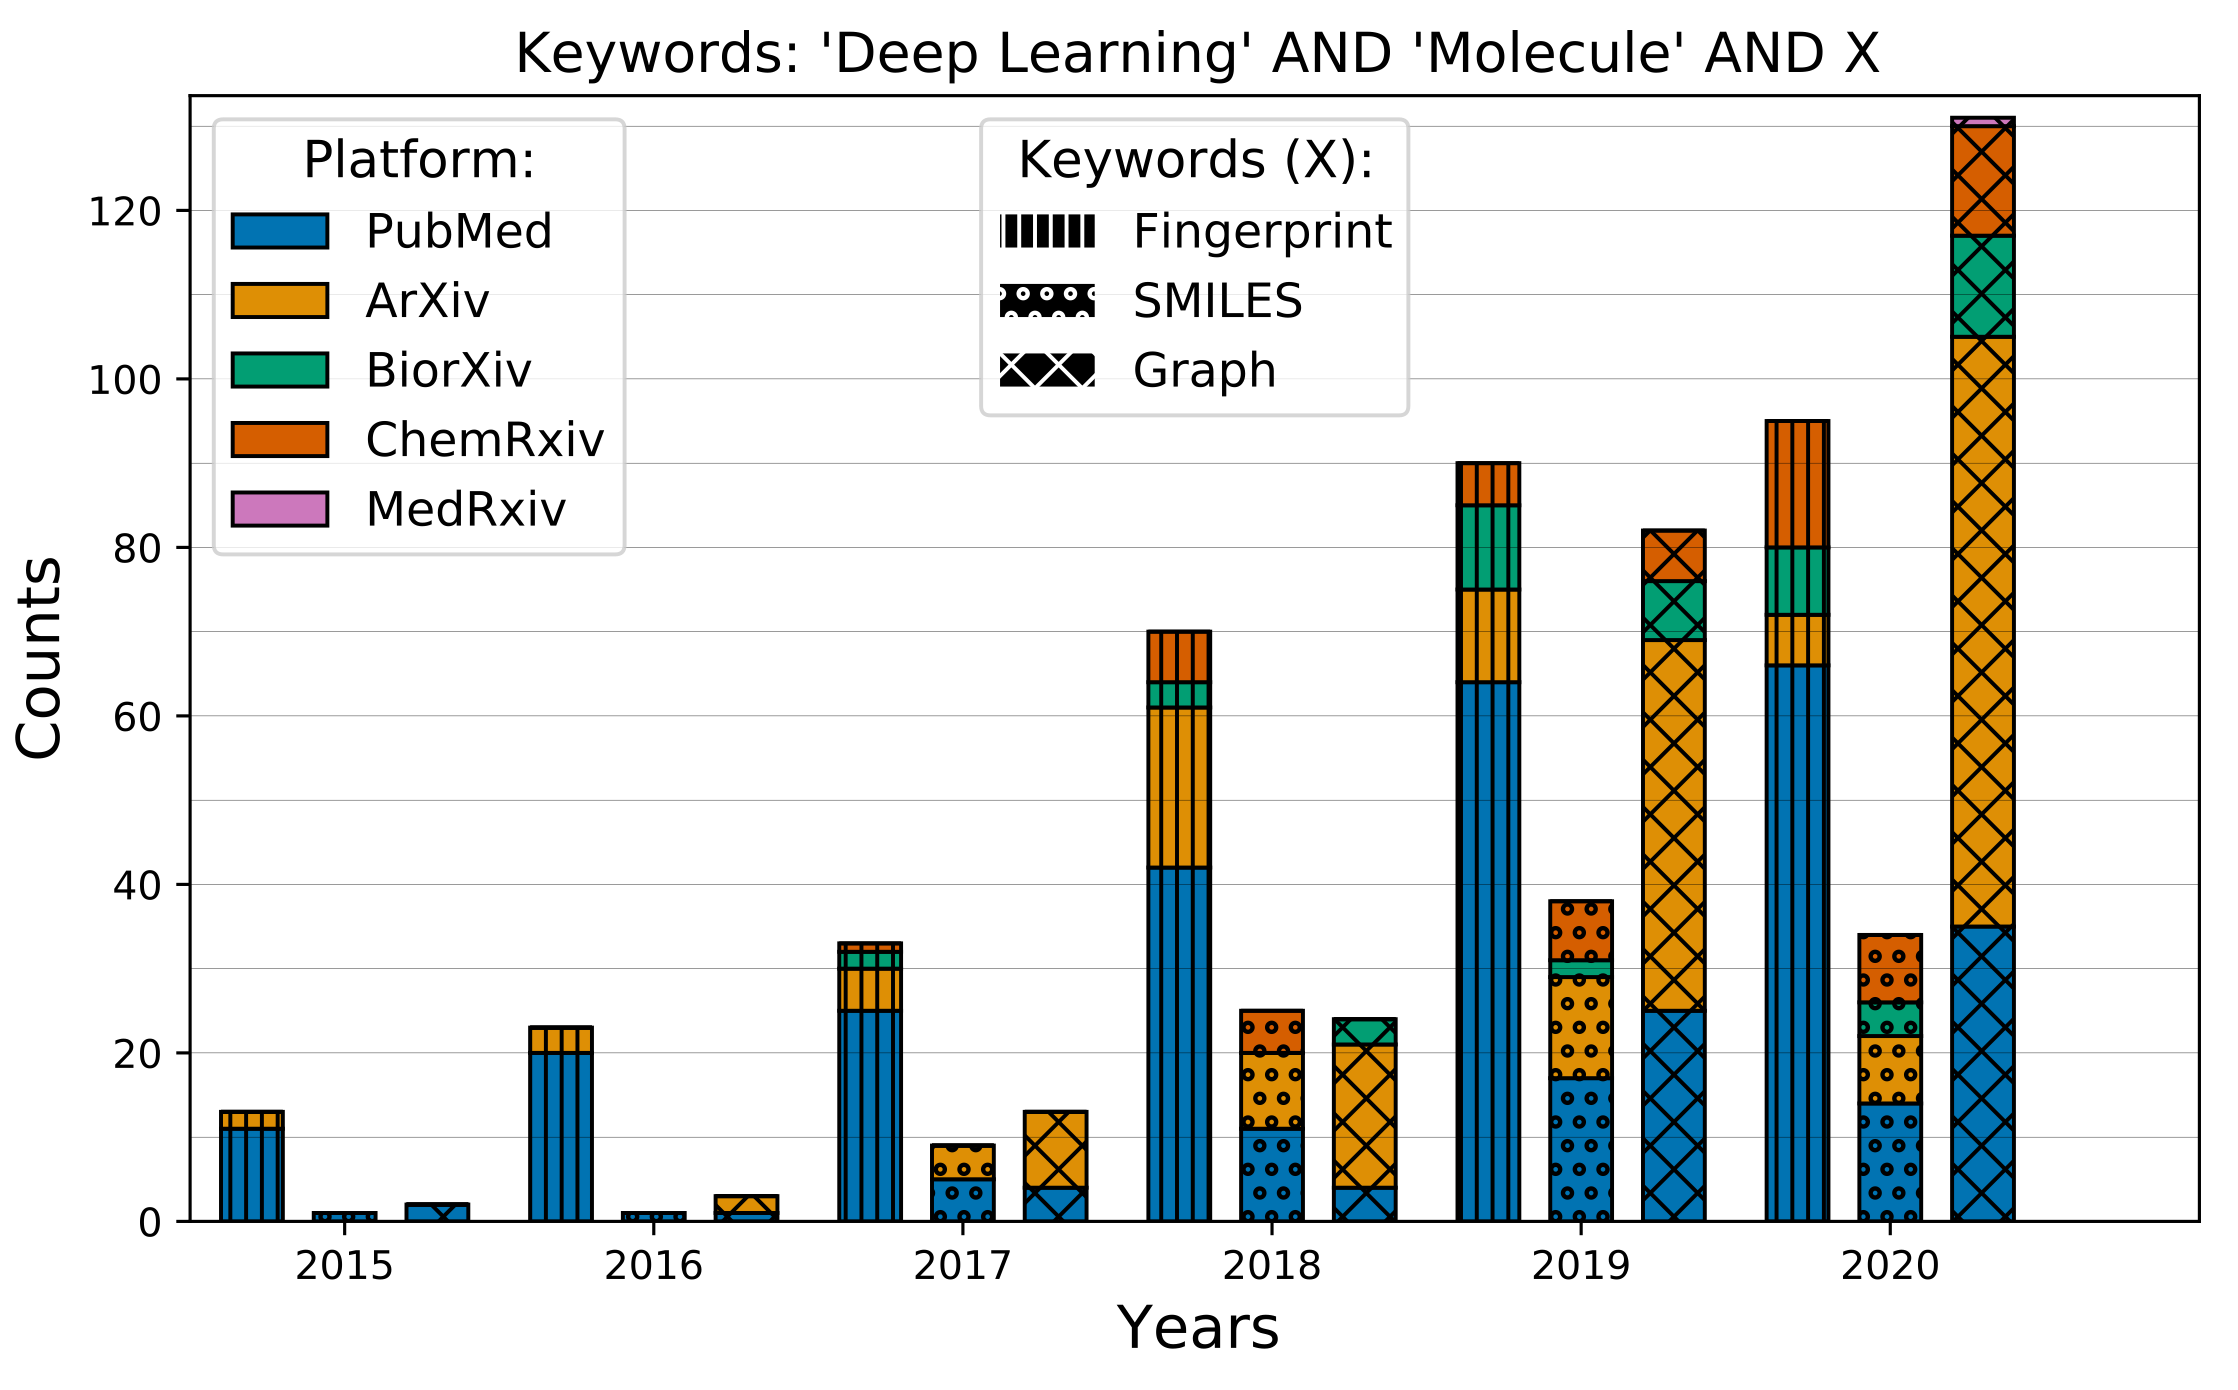 Keywords: 'Deep Learning' AND 'Molecule' AND X
Platform:
PubMed
ArXiv
BiorXiv
ChemRxiv
MedRxiv
Keywords (X):
Fingerprint
SMILES
Graph
Counts
120
100
80
60
40
20
0
2015 2016 2017 2018 2019 2020
Years